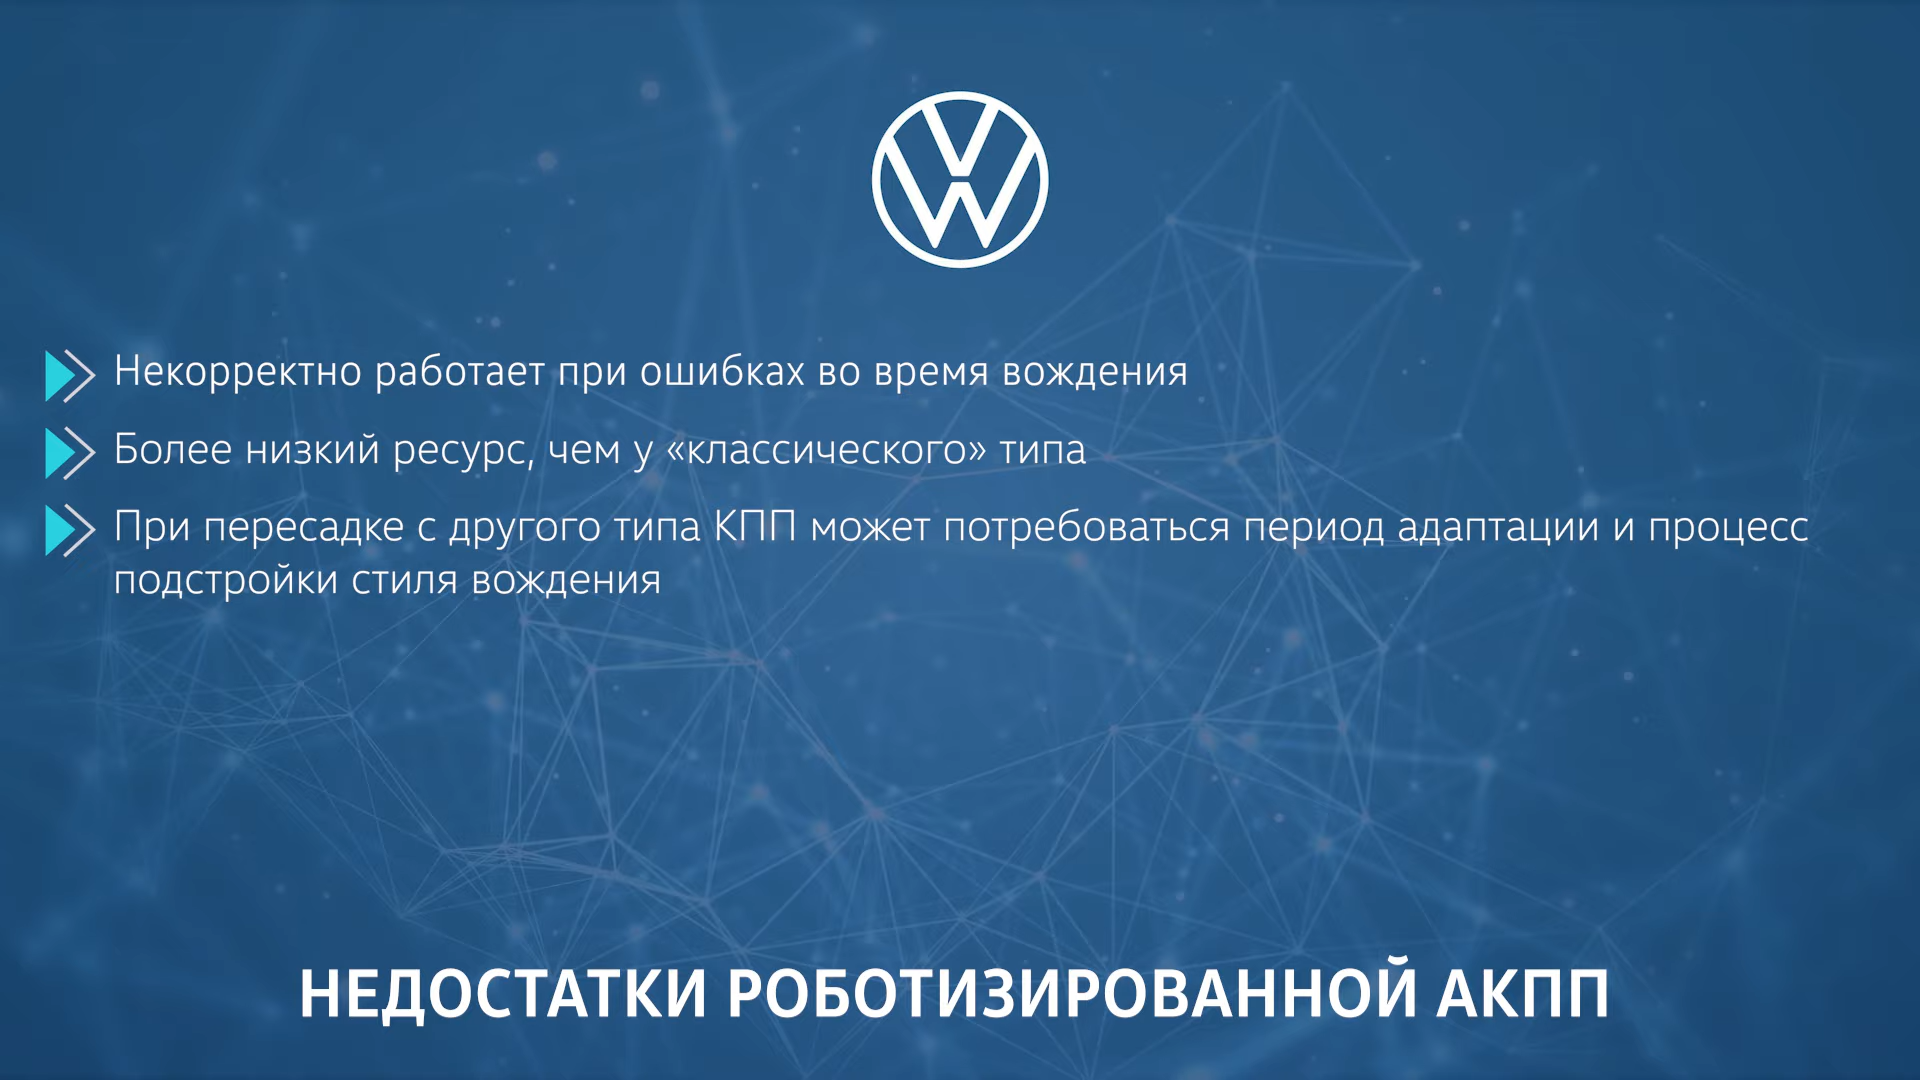 Некорректно работает при ошибках во время вождения
Более низкий ресурс, чем у «классического» типа
При пересадке с другого типа КПП может потребоваться период адаптации и процесс
подстройки стиля вождения
НЕДОСТАТКИ РОБОТИЗИРОВАННОЙ АКПП